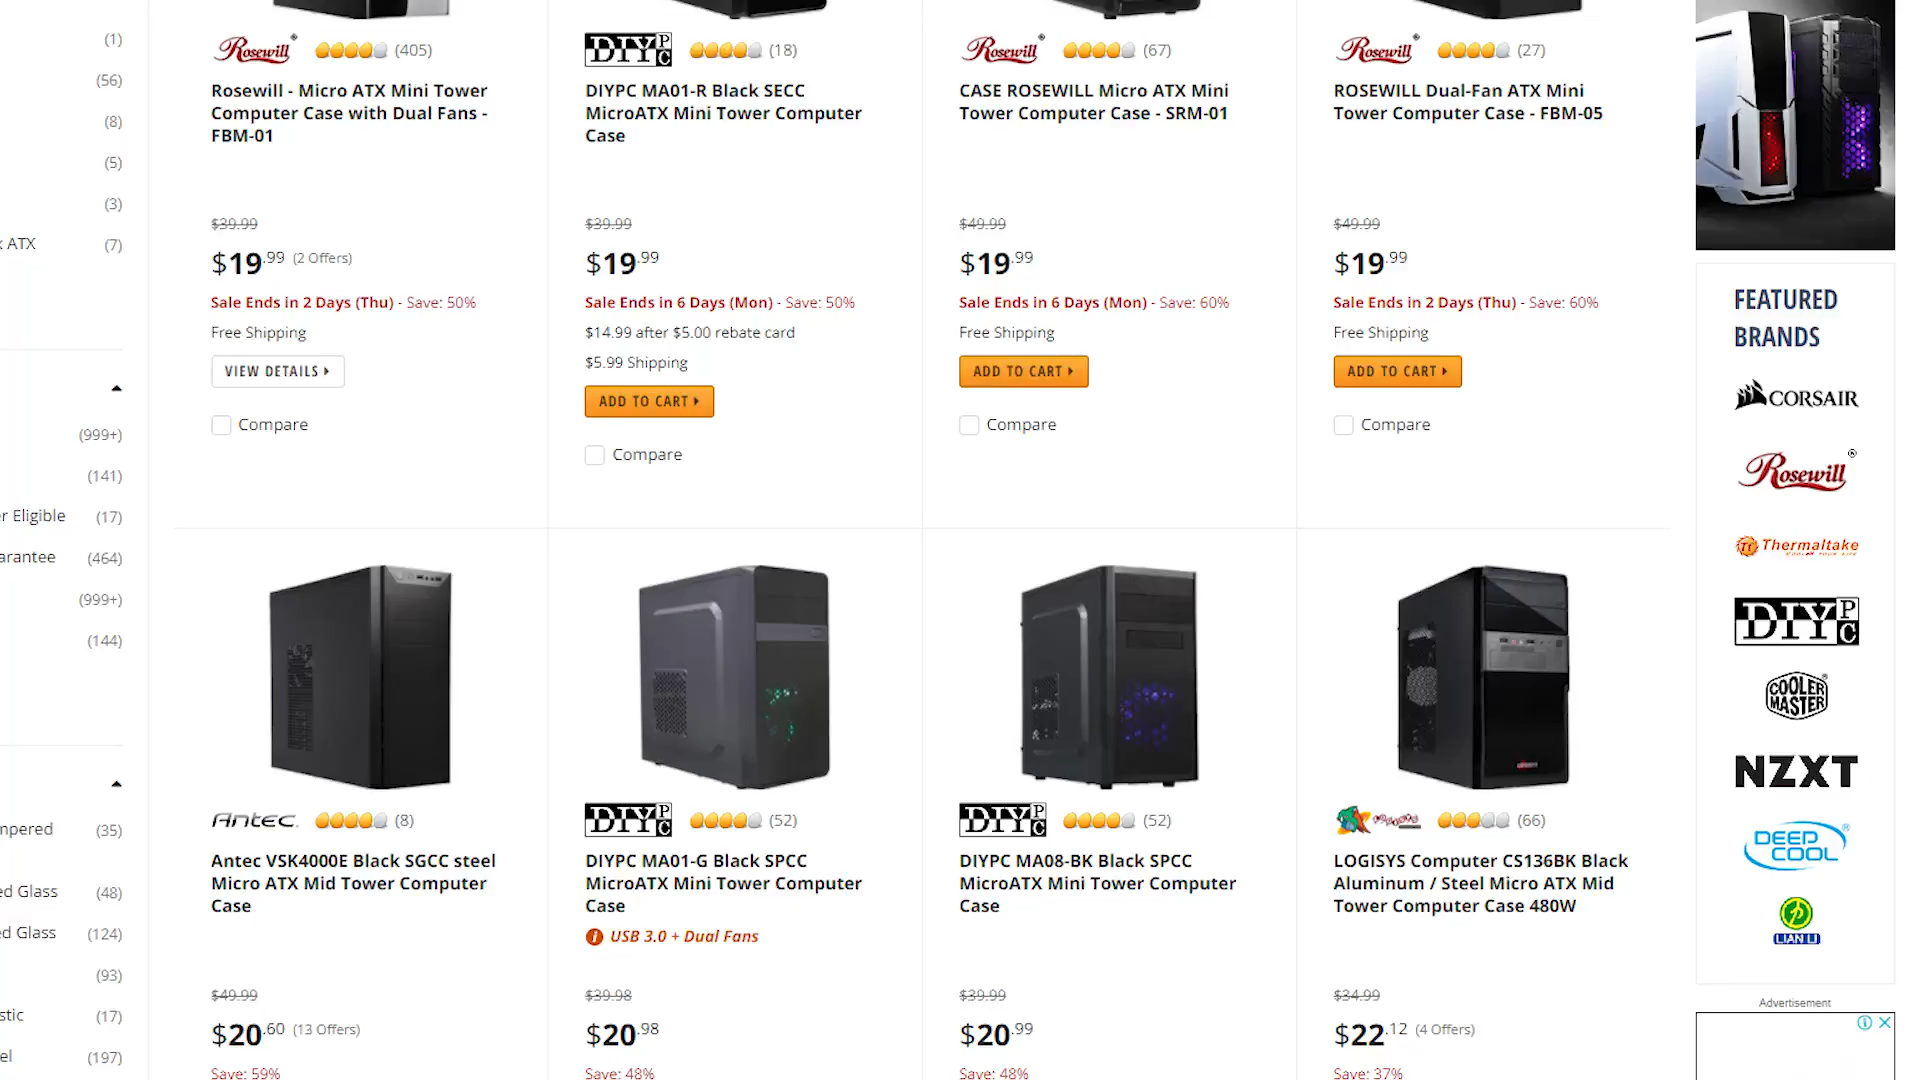 (1)
(56)
(8)
(5)
(3)
x ATX (7)
(999+)
(141)
r Eligible (17)
arantee (464)
(999+)
(144)
mpered (35)
ed Glass (48)
ed Glass (124)
(93)
stic (17)
el (197)
Rosewill® (405)
Rosewill - Micro ATX Mini Tower
Computer Case with Dual Fans -
FBM-01
$39.99
$19.99 (2 Offers)
Sale Ends in 2 Days (Thu) - Save: 50%
Free Shipping
VIEW DETAILS
Compare
DIYPC (18)
DIYPC MA01-R Black SECC
MicroATX Mini Tower Computer
Case
$39.99
$19.99
Sale Ends in 6 Days (Mon) - Save: 50%
$14.99 after $5.00 rebate card
$5.99 Shipping
ADD TO CART
Compare
Rosewill® (67)
CASE ROSEWILL Micro ATX Mini
Tower Computer Case - SRM-01
$49.99
$19.99
Sale Ends in 6 Days (Mon) - Save: 60%
Free Shipping
ADD TO CART
Compare
Rosewill® (27)
ROSEWILL Dual-Fan ATX Mini
Tower Computer Case - FBM-05
$49.99
$19.99
Sale Ends in 2 Days (Thu) - Save: 60%
Free Shipping
ADD TO CART
Compare
Antec (8)
Antec VSK4000E Black SGCC steel
Micro ATX Mid Tower Computer
Case
$49.99
$20.60 (13 Offers)
Save: 59%
DIYPC (52)
DIYPC MA01-G Black SPCC
MicroATX Mini Tower Computer
Case
USB 3.0 + Dual Fans
$39.98
$20.98
Save: 48%
DIYPC (52)
DIYPC MA08-BK Black SPCC
MicroATX Mini Tower Computer
Case
$39.99
$20.99
Save: 48%
(66)
LOGISYS Computer CS136BK Black
Aluminum / Steel Micro ATX Mid
Tower Computer Case 480W
$34.99
$22.12 (4 Offers)
Save: 37%
FEATURED
BRANDS
CORSAIR
Rosewill®
Thermaltake
DIYPC
COOLER
MASTER
NZXT
DEEP
COOL®
LIAN LI
Advertisement